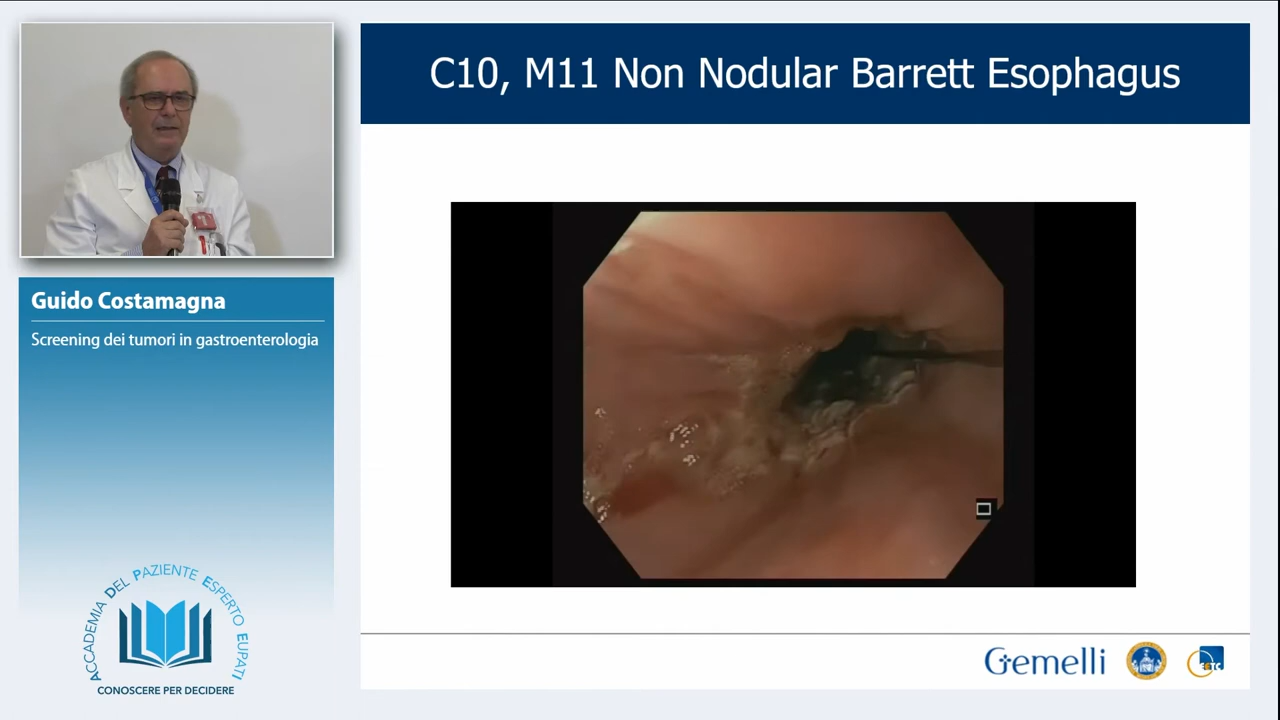 C10, M11 Non Nodular Barrett Esophagus
Guido Costamagna
Screening dei tumori in gastroenterologia
ACCADEMIA DEL PAZIENTE ESPERTO EUPATI
CONOSCERE PER DECIDERE
Gemelli